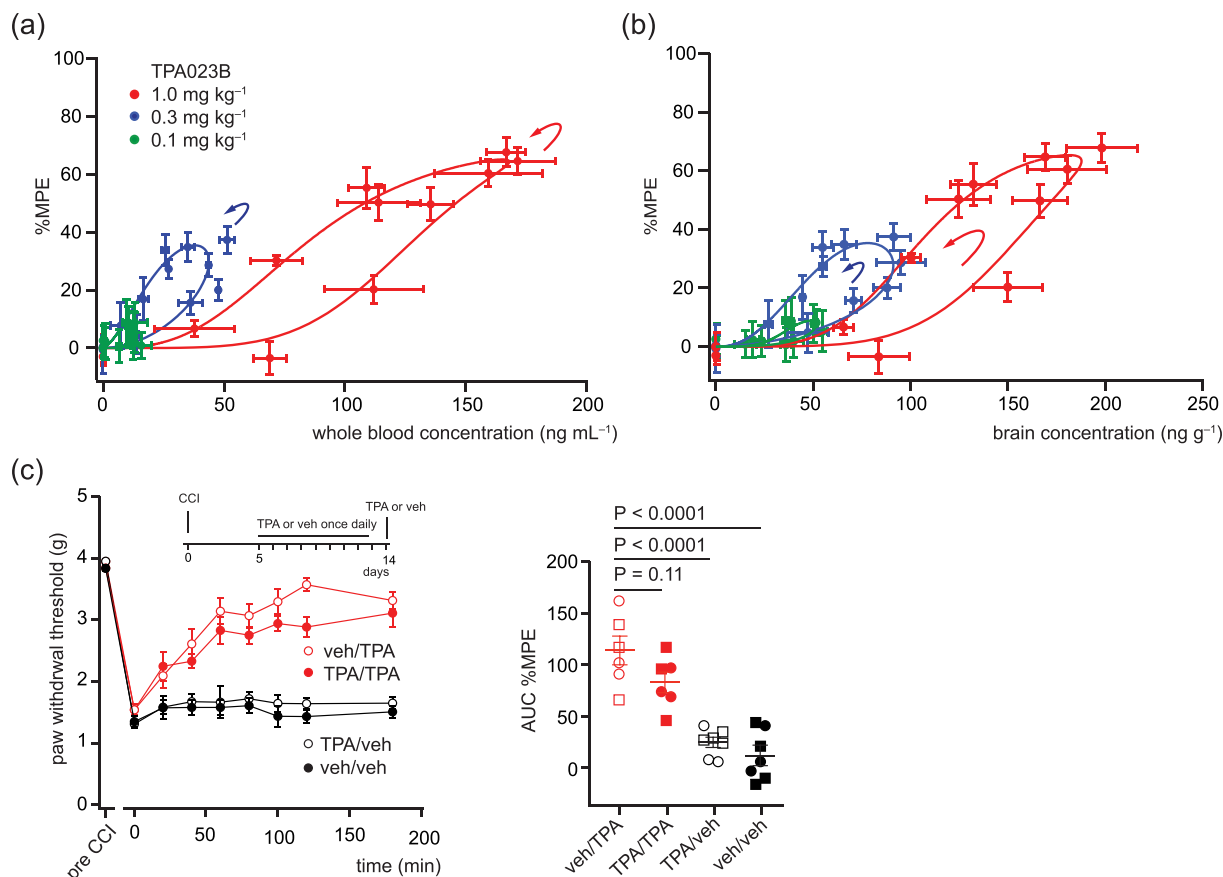 (a)
100
80
60
40
20
0
%MPE
TPA023B
1.0 mg kg⁻¹
0.3 mg kg⁻¹
0.1 mg kg⁻¹
0 50 100 150 200
whole blood concentration (ng mL⁻¹)
(b)
100
80
60
40
20
0
%MPE
0 50 100 150 200 250
brain concentration (ng g⁻¹)
(c)
5
4
3
2
1
0
paw withdrwal threshold (g)
CCI
TPA or veh
TPA or veh once daily
0 5 14
days
veh/TPA
TPA/TPA
TPA/veh
veh/veh
pre CCI 0 50 100 150 200
time (min)
P < 0.0001
P < 0.0001
P = 0.11
200
150
100
50
0
AUC %MPE
veh/TPA TPA/TPA TPA/veh veh/veh